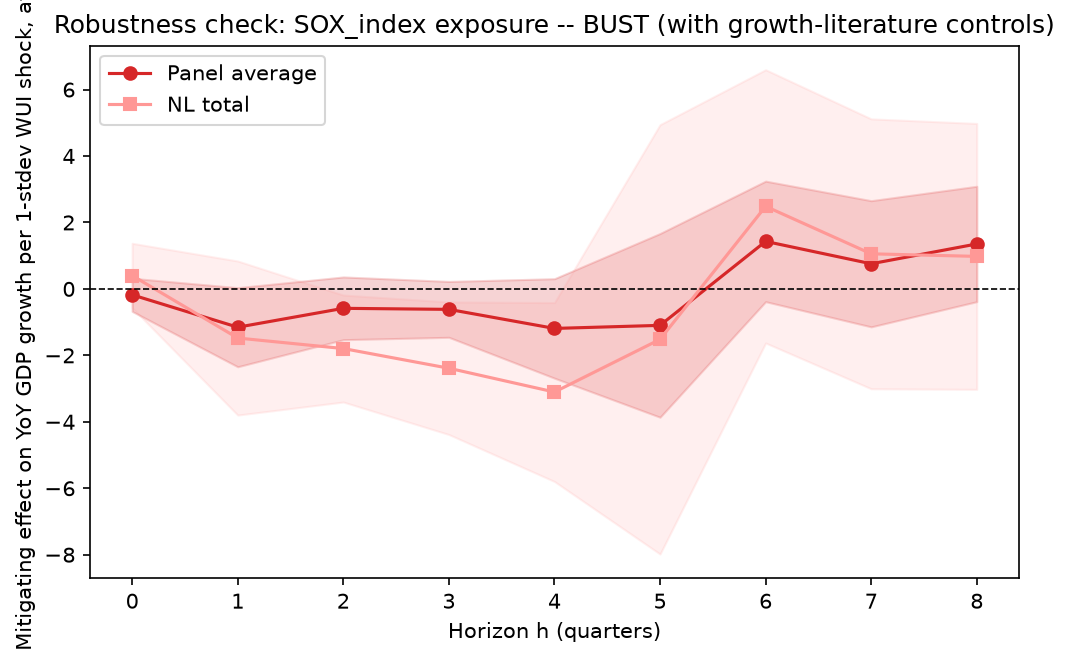 Robustness check: SOX_index exposure -- BUST (with growth-literature controls)
Mitigating effect on YoY GDP growth per 1-stdev WUI shock,
Panel average
NL total
6
4
2
0
−2
−4
−6
−8
0 1 2 3 4 5 6 7 8
Horizon h (quarters)